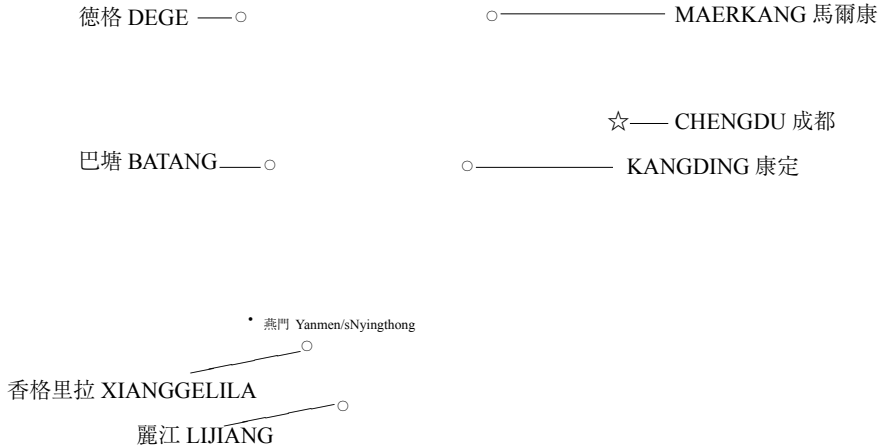 德格 DEGE
MAERKANG 馬爾康
CHENGDU 成都
巴塘 BATANG
KANGDING 康定
燕門 Yanmen/sNyingthong
香格里拉 XIANGGELILA
麗江 LIJIANG